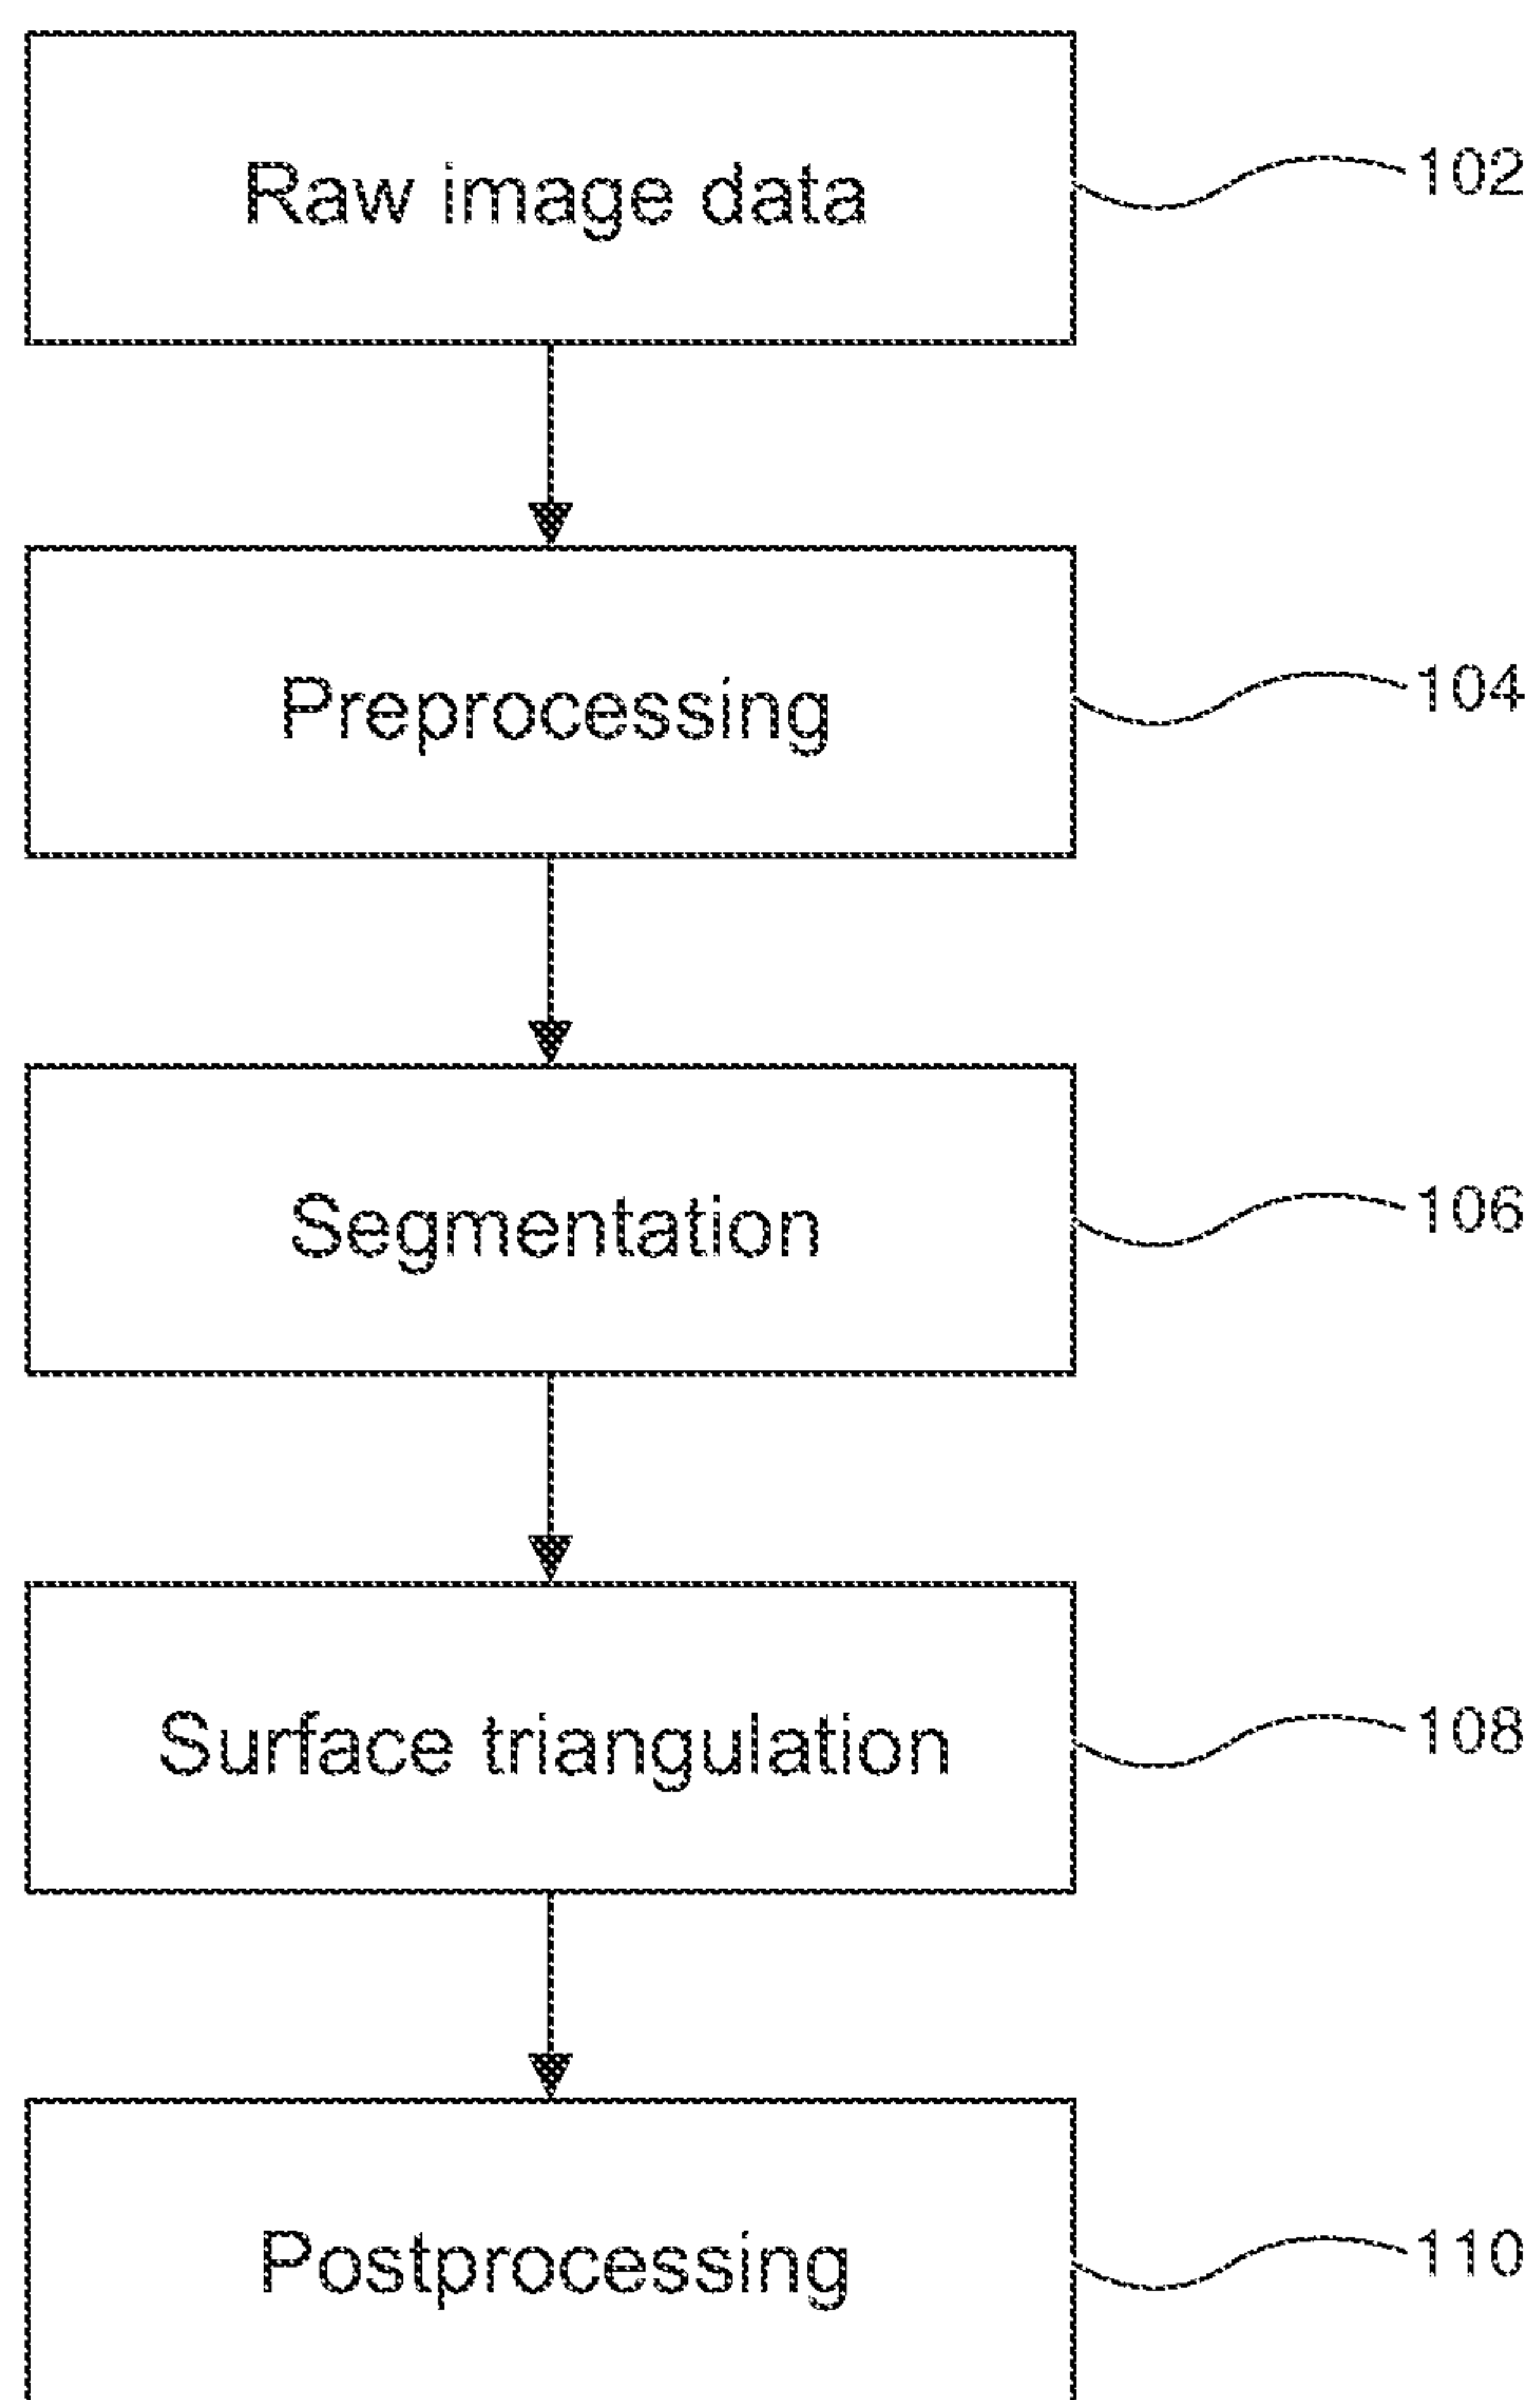 Raw image data
102
Preprocessing
104
Segmentation
106
Surface triangulation
108
Postprocessing
110